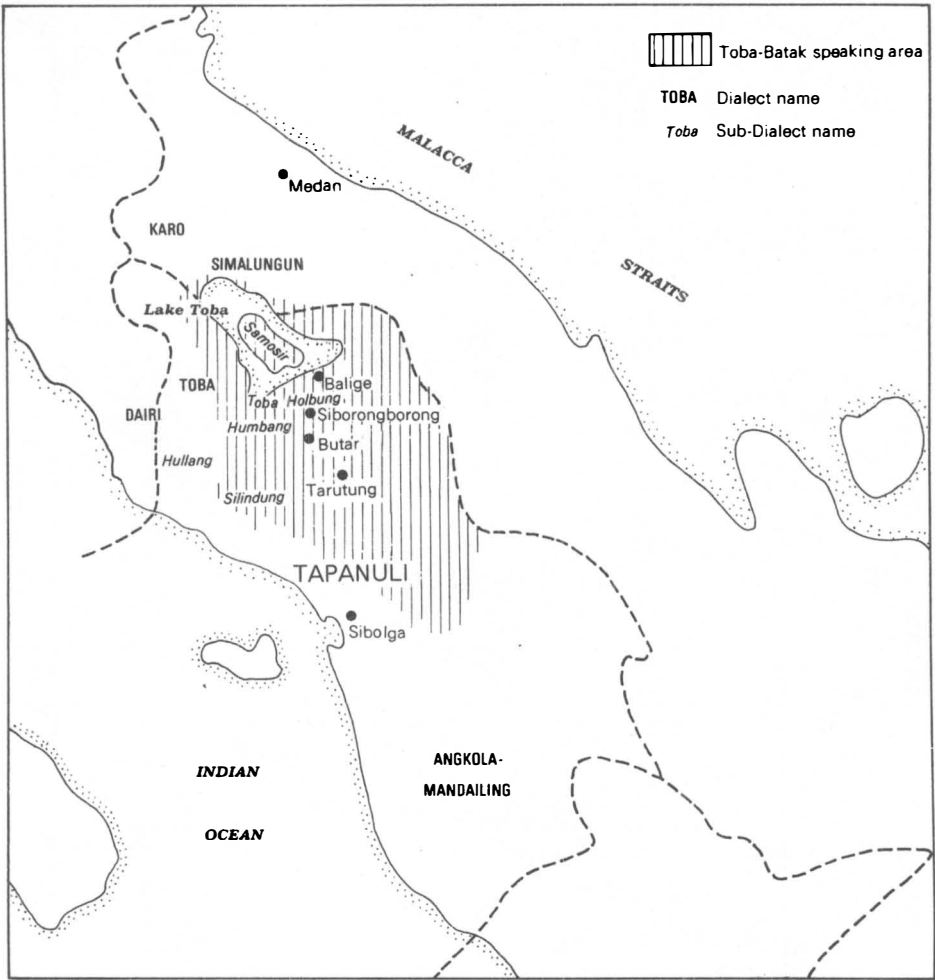 Toba-Batak speaking area
TOBA Dialect name
Toba Sub-Dialect name
MALACCA
Medan
KARO
SIMALUNGUN
STRAITS
Lake Toba
Samosir
TOBA
Balige
Toba Holbung
DAIRI
Siborongborong
Humbang
Butar
Hullang
Tarutung
Silindung
TAPANULI
Sibolga
INDIAN
OCEAN
ANGKOLA-
MANDAILING